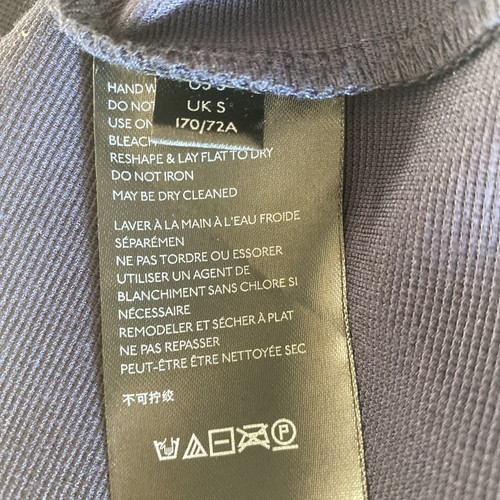 US S
UK S
170/72A
HAND W
DO NOT
USE ON
BLEACH
RESHAPE & LAY FLAT TO DRY
DO NOT IRON
MAY BE DRY CLEANED
LAVER À LA MAIN À L'EAU FROIDE
SÉPARÉMEN
NE PAS TORDRE OU ESSORER
UTILISER UN AGENT DE
BLANCHIMENT SANS CHLORE SI
NÉCESSAIRE
REMODELER ET SÉCHER À PLAT
NE PAS REPASSER
PEUT-ÊTRE ÊTRE NETTOYÉE SEC
不可拧绞
P